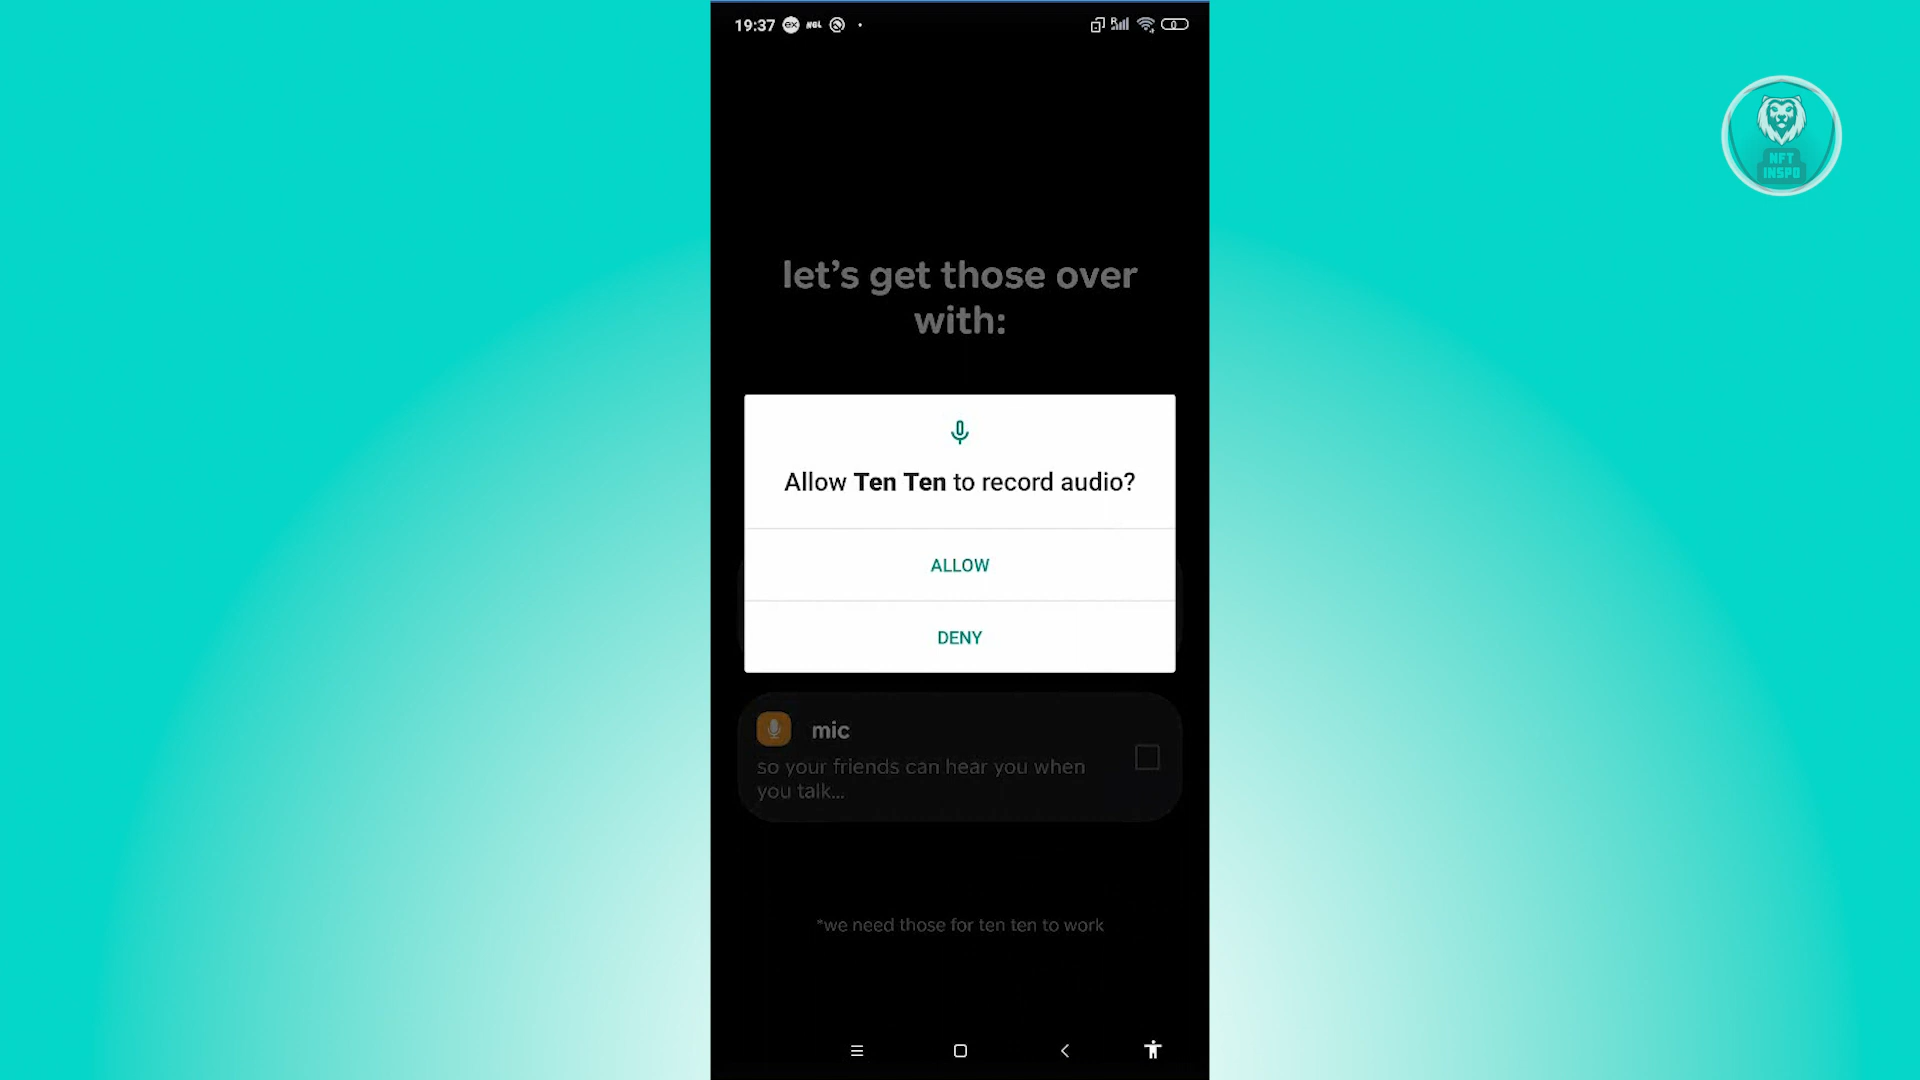 19:37
NGL
NFT
INSPO
let's get those over
with:
Allow Ten Ten to record audio?
ALLOW
DENY
mic
so your friends can hear you when
you talk...
*we need those for ten ten to work